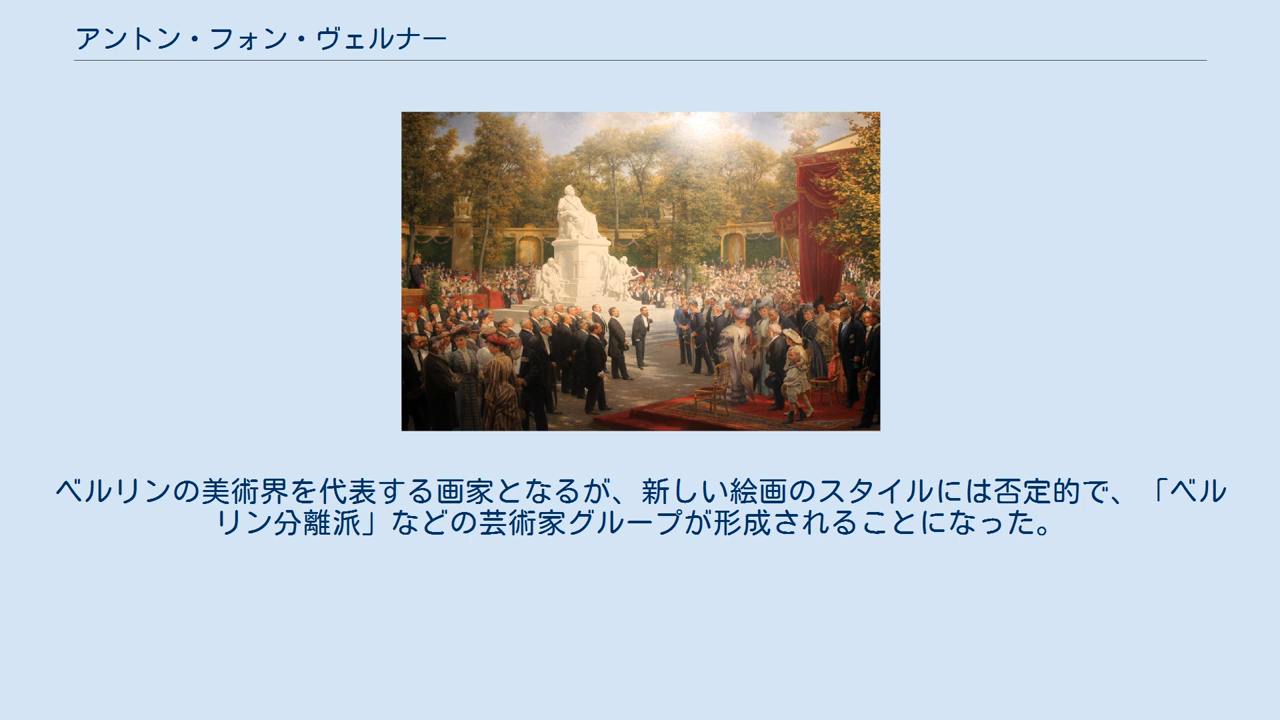 アントン・フォン・ヴェルナー
ベルリンの美術界を代表する画家となるが、新しい絵画のスタイルには否定的で、「ベル
リン分離派」などの芸術家グループが形成されることになった。